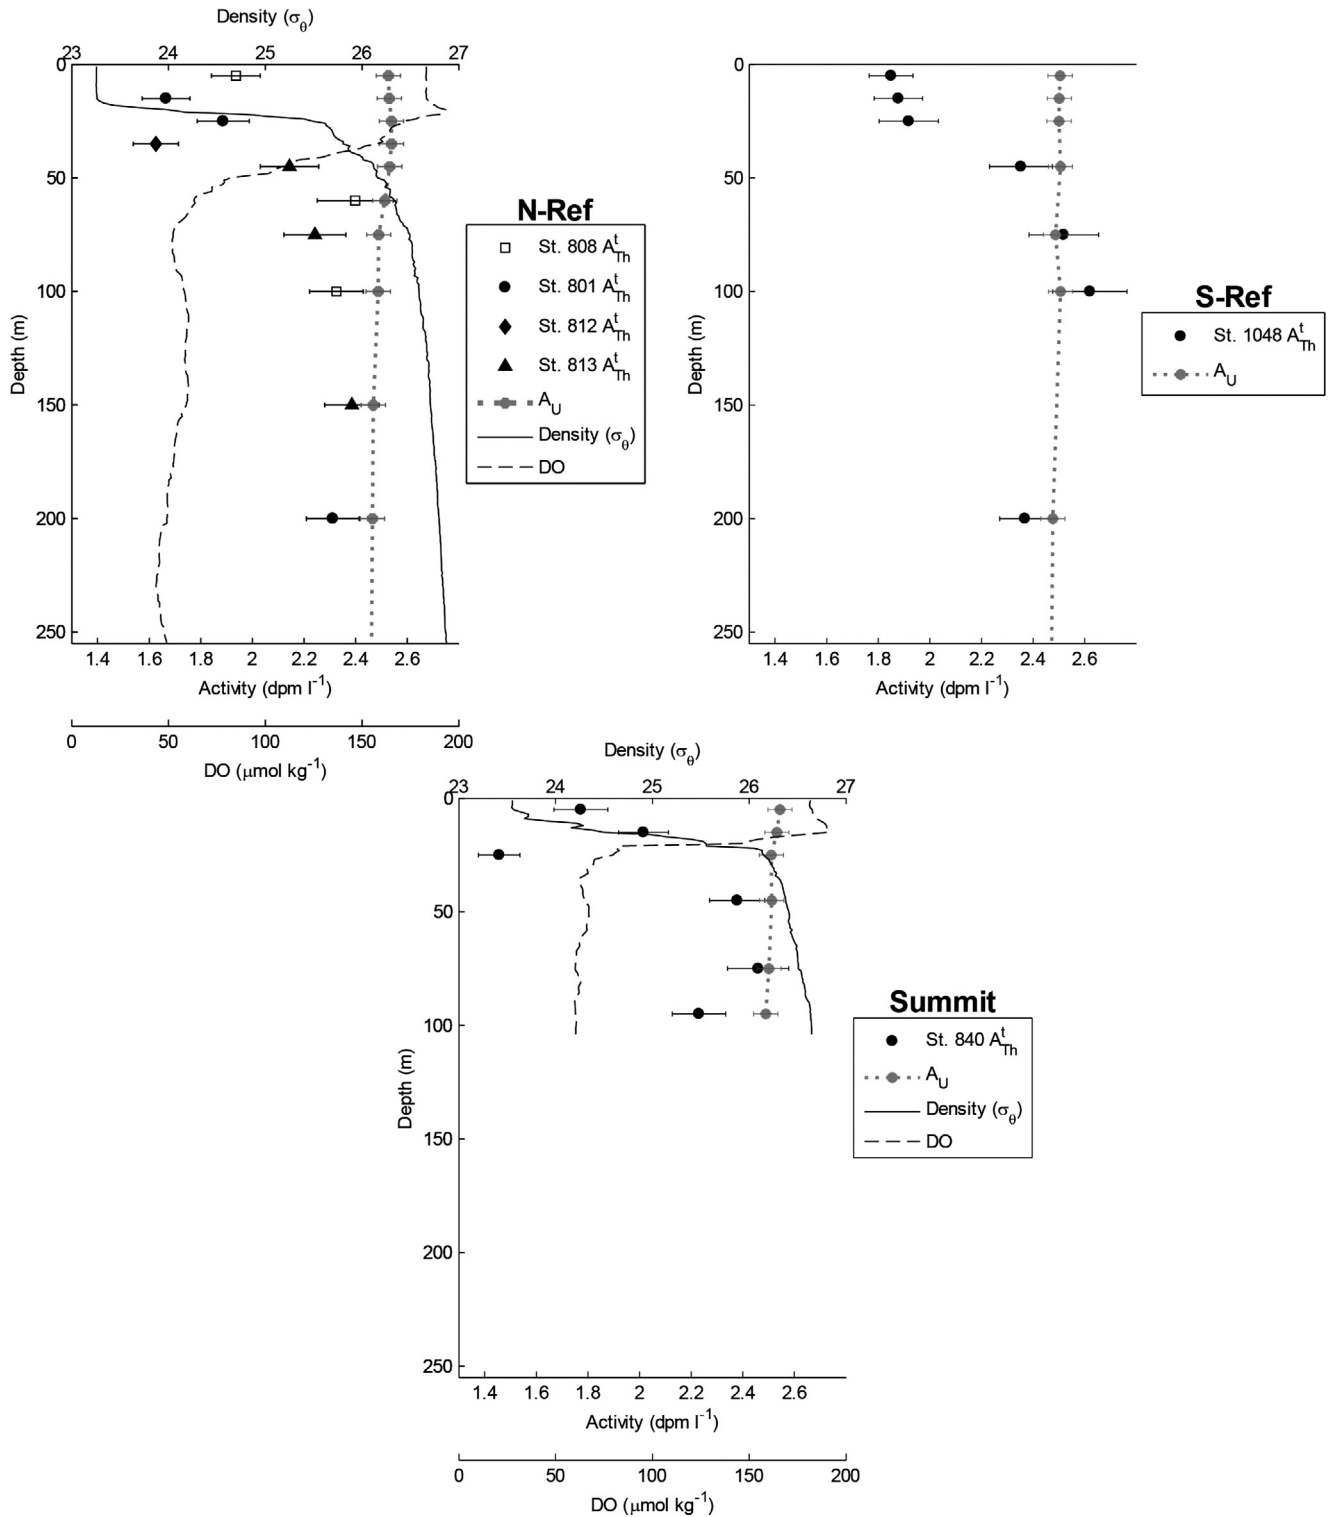 Density (σθ)
23 24 25 26 27
0
50
100
150
200
250
Depth (m)
1.4 1.6 1.8 2 2.2 2.4 2.6
Activity (dpm l-1)
0 50 100 150 200
DO (μmol kg-1)
N-Ref
St. 808 AtTh
St. 801 AtTh
St. 812 AtTh
St. 813 AtTh
AU
Density (σθ)
DO
0
50
100
150
200
250
Depth (m)
1.4 1.6 1.8 2 2.2 2.4 2.6
Activity (dpm l-1)
S-Ref
St. 1048 AtTh
AU
Density (σθ)
23 24 25 26 27
0
50
100
150
200
250
Depth (m)
1.4 1.6 1.8 2 2.2 2.4 2.6
Activity (dpm l-1)
0 50 100 150 200
DO (μmol kg-1)
Summit
St. 840 AtTh
AU
Density (σθ)
DO